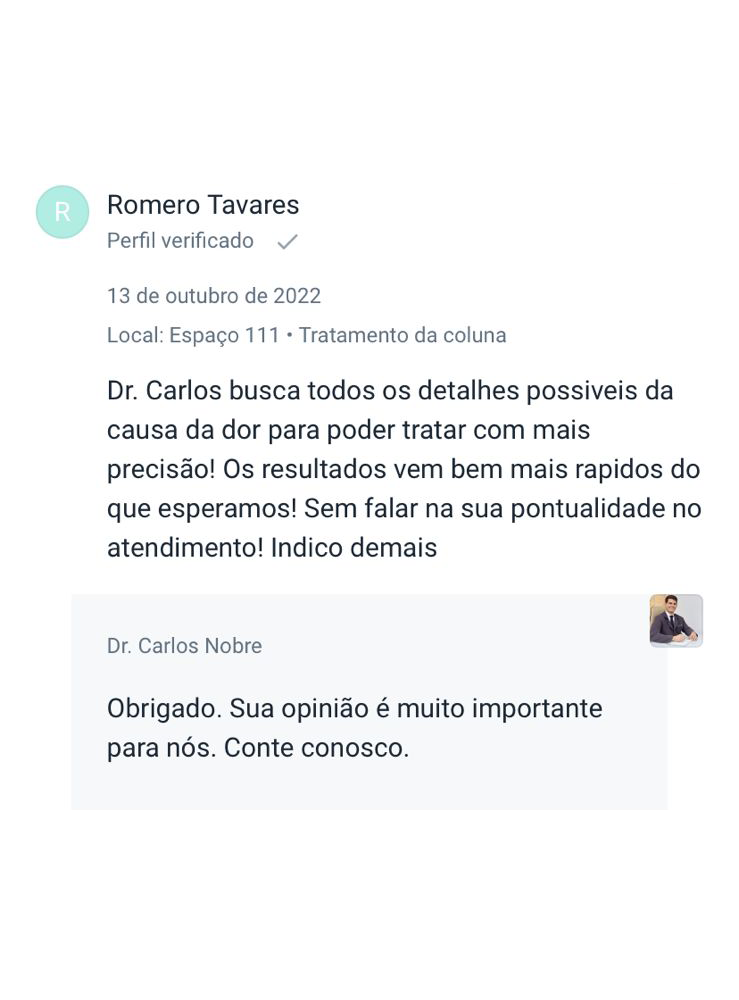 R
Romero Tavares
Perfil verificado
13 de outubro de 2022
Local: Espaço 111 • Tratamento da coluna
Dr. Carlos busca todos os detalhes possiveis da
causa da dor para poder tratar com mais
precisão! Os resultados vem bem mais rapidos do
que esperamos! Sem falar na sua pontualidade no
atendimento! Indico demais
Dr. Carlos Nobre
Obrigado. Sua opinião é muito importante
para nós. Conte conosco.